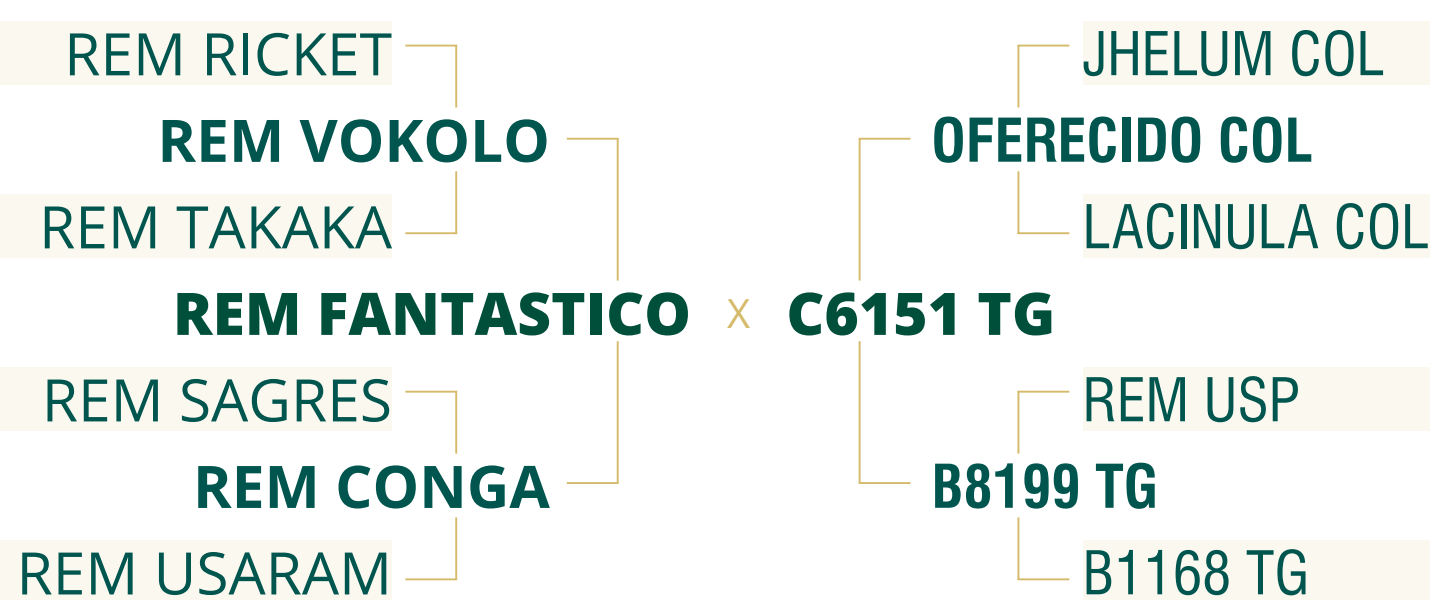 REM RICKET JHELUM COL
REM VOKOLO OFERECIDO COL
REM TAKAKA LACINULA COL
REM FANTASTICO X C6151 TG
REM SAGRES REM USP
REM CONGA B8199 TG
REM USARAM B1168 TG